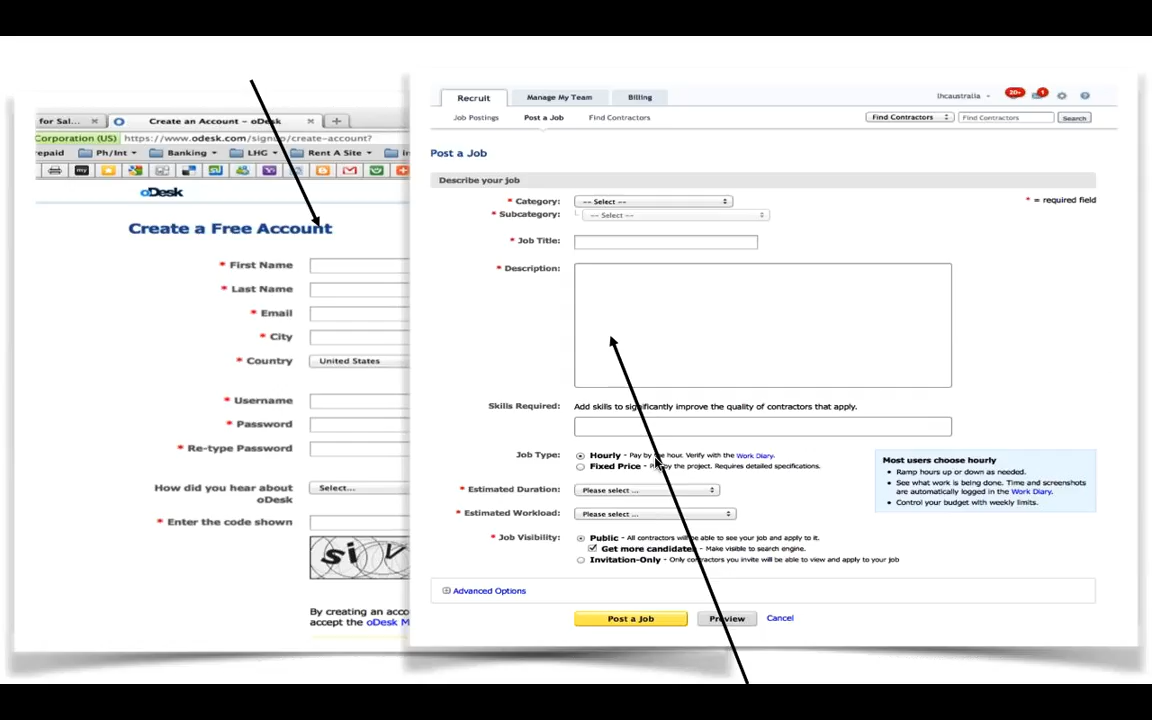 for Sal...
Create an Account – oDesk
Corporation (US) https://www.odesk.com/signup/create-account?
repaid Ph/Int Banking LHG Rent A Site
my
oDesk
Create a Free Account
* First Name
* Last Name
* Email
* City
* Country United States
* Username
* Password
* Re-type Password
How did you hear about Select...
oDesk
* Enter the code shown
By creating an acco
accept the oDesk M
Recruit Manage My Team Billing lhcaustralia 20+ 1
Job Postings Post a Job Find Contractors Find Contractors Find Contractors Search
Post a Job
Describe your job
* Category: -- Select -- * = required field
* Subcategory: -- Select --
* Job Title:
* Description:
Skills Required: Add skills to significantly improve the quality of contractors that apply.
Job Type: Hourly - Pay by the hour. Verify with the Work Diary.
Fixed Price - Pay by the project. Requires detailed specifications.
Most users choose hourly
Ramp hours up or down as needed.
See what work is being done. Time and screenshots
are automatically logged in the Work Diary.
Control your budget with weekly limits.
* Estimated Duration: Please select ...
* Estimated Workload: Please select ...
* Job Visibility: Public - All contractors will be able to see your job and apply to it.
Get more candidates - Make visible to search engine.
Invitation-Only - Only contractors you invite will be able to view and apply to your job
Advanced Options
Post a Job Preview Cancel